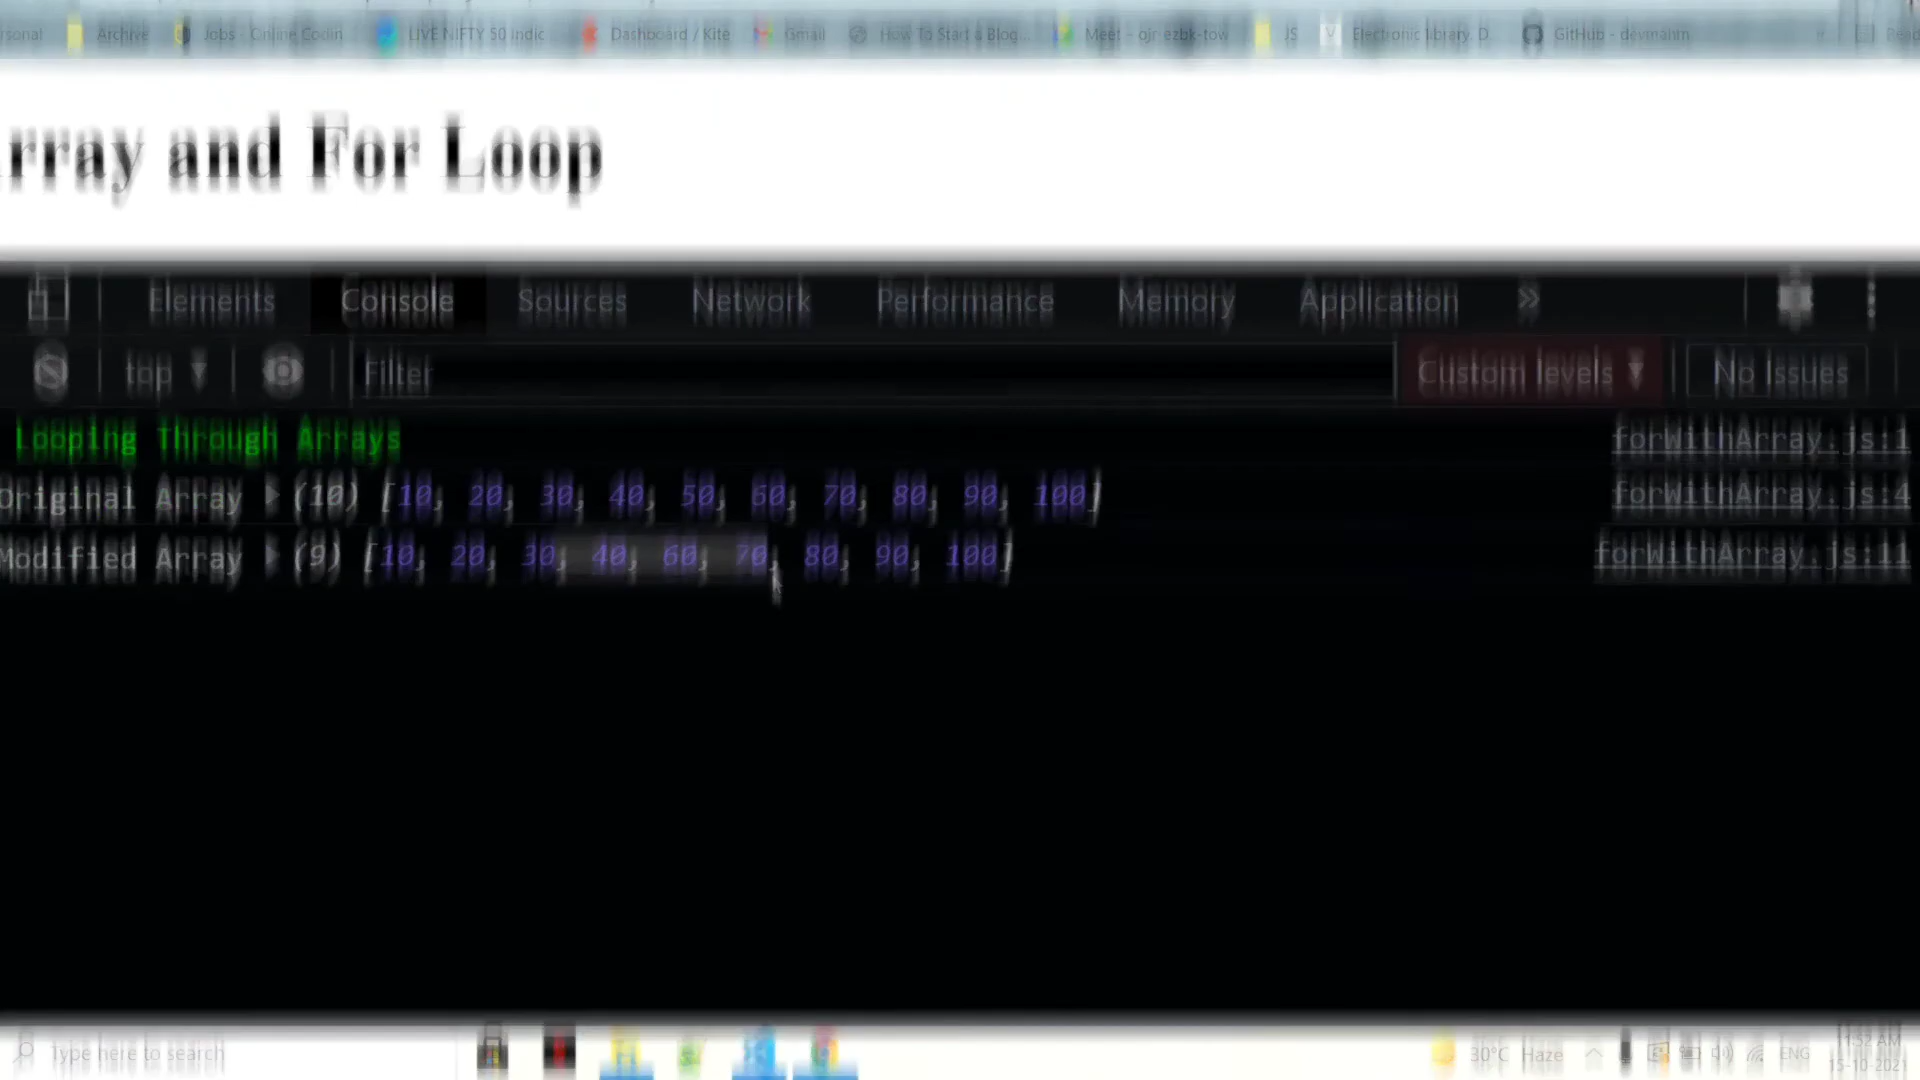 Archive Jobs - Online Codin LIVE NIFTY 50 indic Dashboard / Kite Gmail How To Start a Blog... Meet - ojr-ezbk-tow JS Electronic library. D... GitHub - devmahm
rray and For Loop
Elements Console Sources Network Performance Memory Application »
top Filter Custom levels No Issues
Looping Through Arrays forWithArray.js:1
Original Array (10) [10, 20, 30, 40, 50, 60, 70, 80, 90, 100] forWithArray.js:4
Modified Array (9) [10, 20, 30, 40, 60, 70, 80, 90, 100] forWithArray.js:11
Type here to search 30°C Haze ENG 11:52 AM